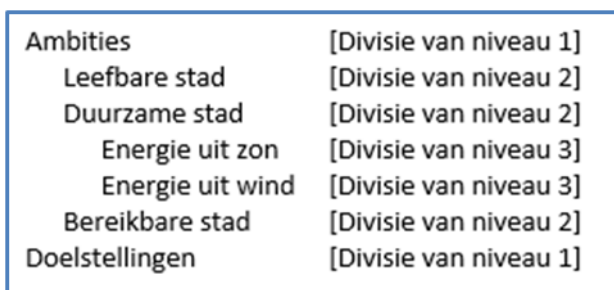 Ambities [Divisie van niveau 1]
Leefbare stad [Divisie van niveau 2]
Duurzame stad [Divisie van niveau 2]
Energie uit zon [Divisie van niveau 3]
Energie uit wind [Divisie van niveau 3]
Bereikbare stad [Divisie van niveau 2]
Doelstellingen [Divisie van niveau 1]